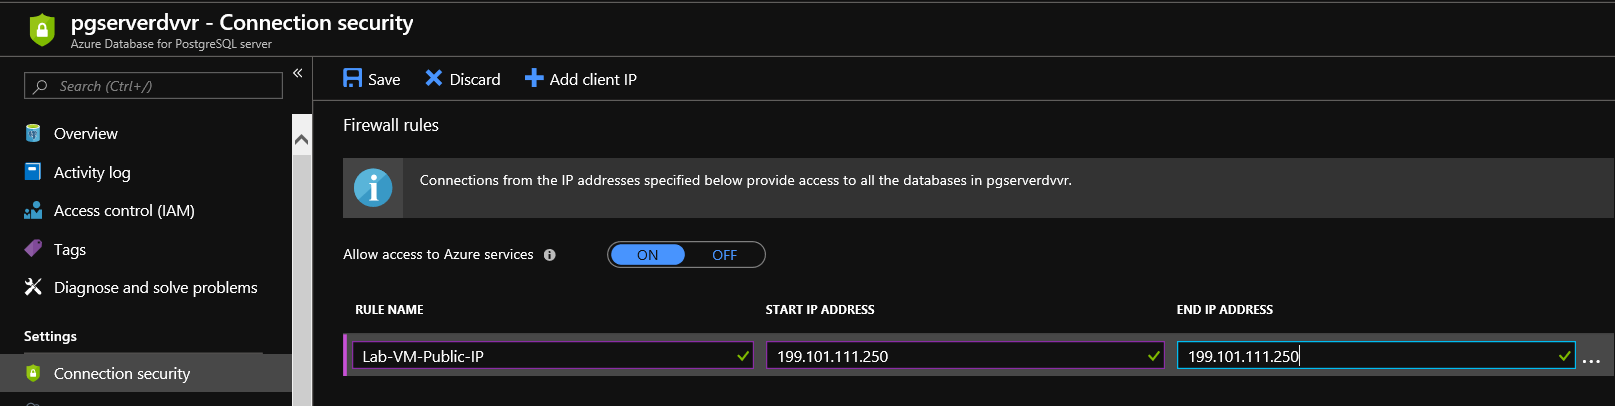 pgserverdvvr - Connection security
Azure Database for PostgreSQL server
Search (Ctrl+/)
«
Overview
Activity log
Access control (IAM)
Tags
Diagnose and solve problems
Settings
Connection security
Save Discard Add client IP
Firewall rules
Connections from the IP addresses specified below provide access to all the databases in pgserverdvvr.
Allow access to Azure services ON OFF
RULE NAME START IP ADDRESS END IP ADDRESS
Lab-VM-Public-IP 199.101.111.250 199.101.111.250 ...